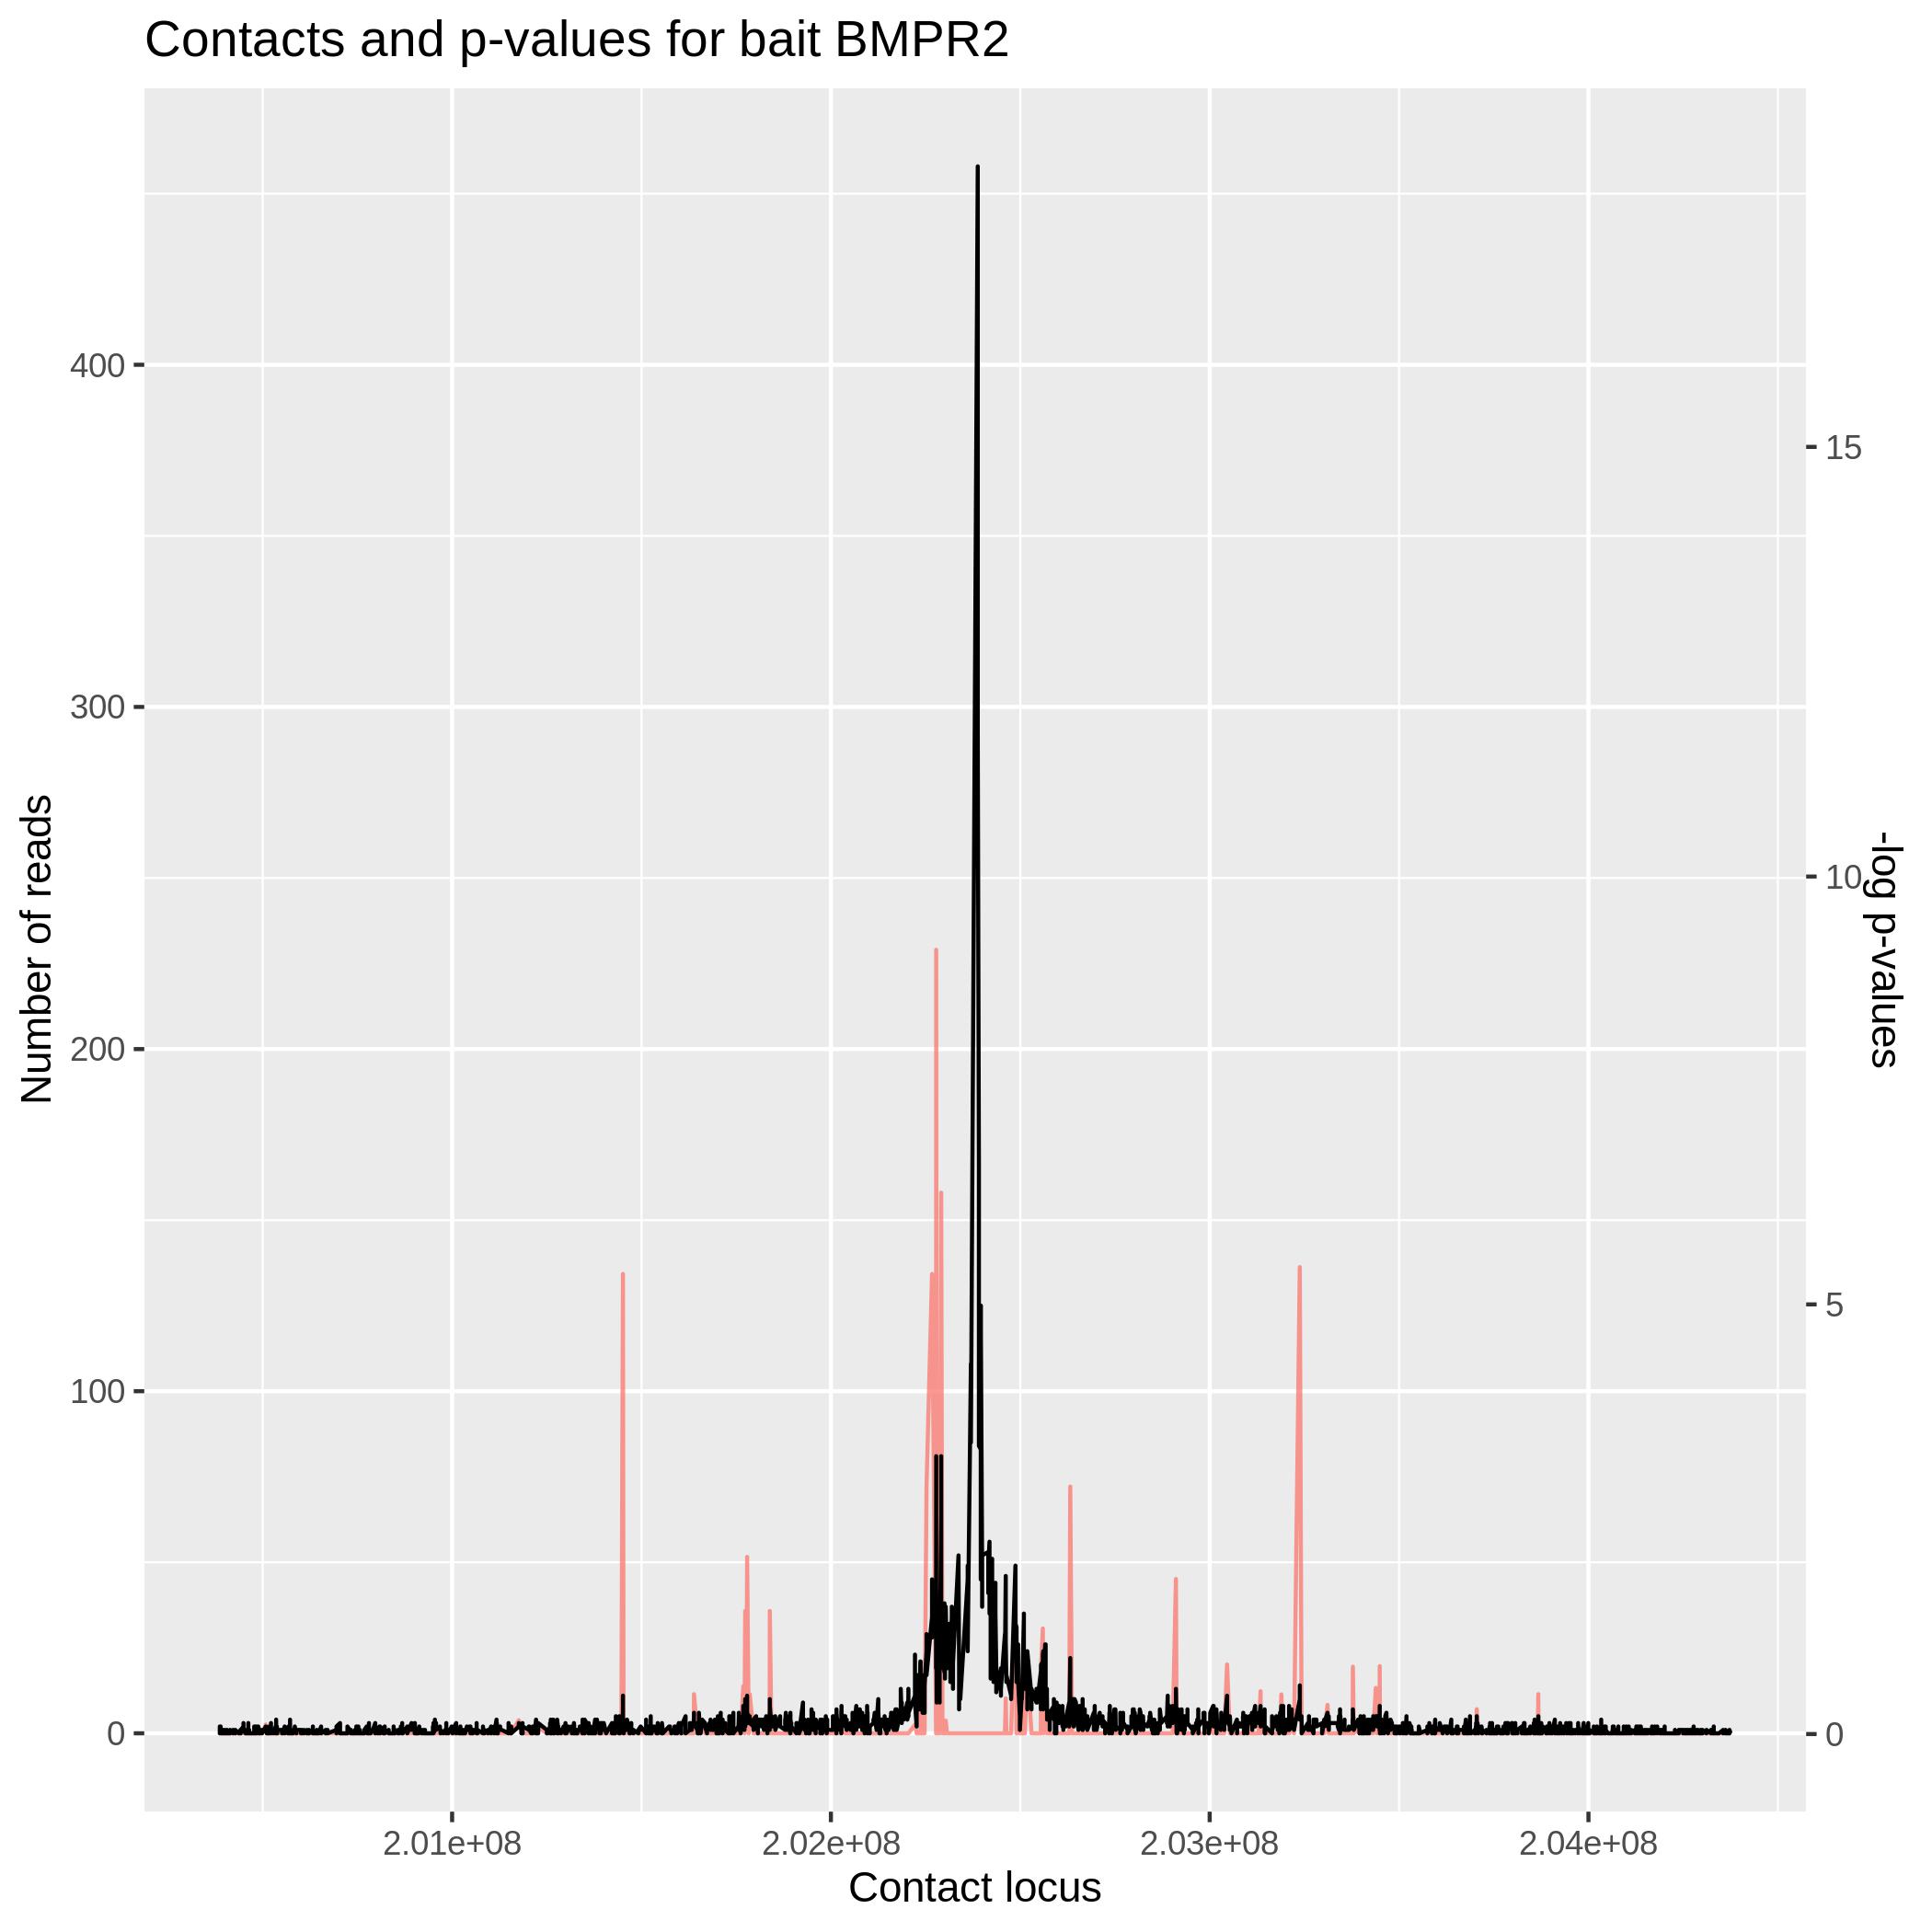 Contacts and p-values for bait BMPR2
Number of reads
400
300
200
100
0
15
10
5
0
-log p-values
2.01e+08
2.02e+08
2.03e+08
2.04e+08
Contact locus